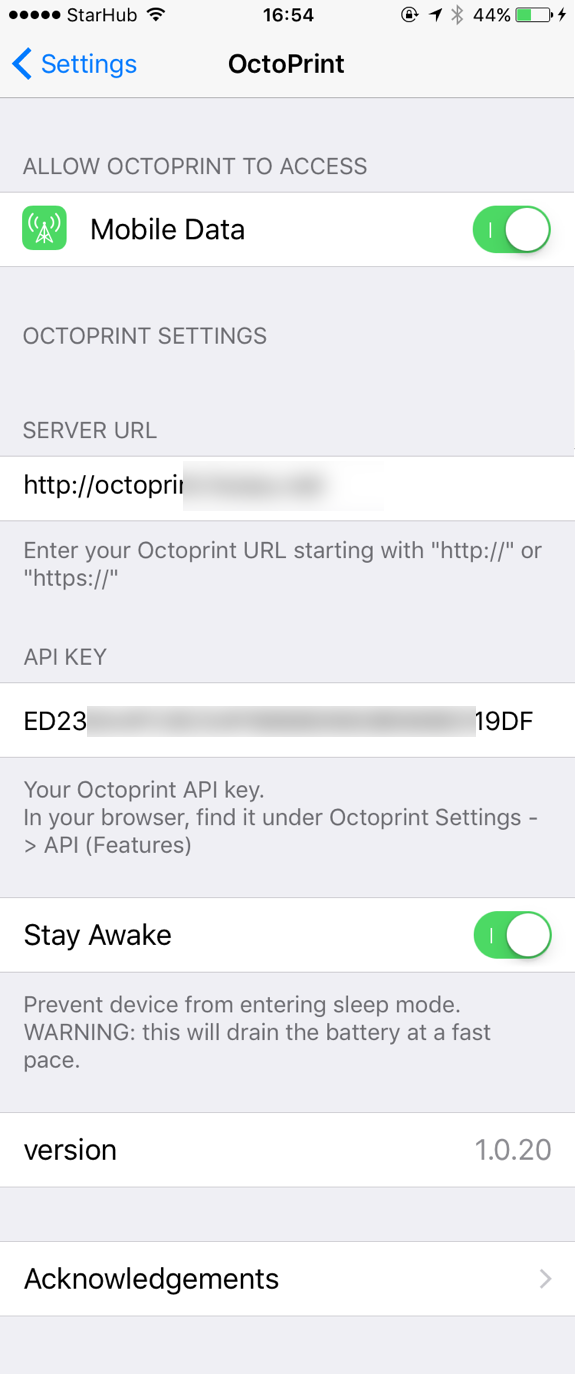 StarHub 16:54 44%
Settings OctoPrint
ALLOW OCTOPRINT TO ACCESS
Mobile Data
OCTOPRINT SETTINGS
SERVER URL
http://octoprin
Enter your Octoprint URL starting with "http://" or
"https://"
API KEY
ED23 19DF
Your Octoprint API key.
In your browser, find it under Octoprint Settings -
> API (Features)
Stay Awake
Prevent device from entering sleep mode.
WARNING: this will drain the battery at a fast
pace.
version 1.0.20
Acknowledgements